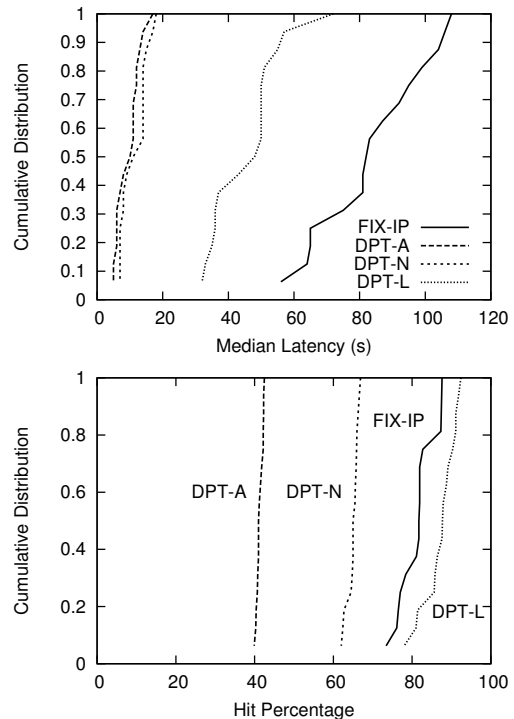 1
0.9
0.8
0.7
0.6
0.5
0.4
0.3
0.2
0.1
0
Cumulative Distribution
FIX-IP
DPT-A
DPT-N
DPT-L
0 20 40 60 80 100 120
Median Latency (s)
1
0.8
0.6
0.4
0.2
0
Cumulative Distribution
FIX-IP
DPT-A
DPT-N
DPT-L
0 20 40 60 80 100
Hit Percentage